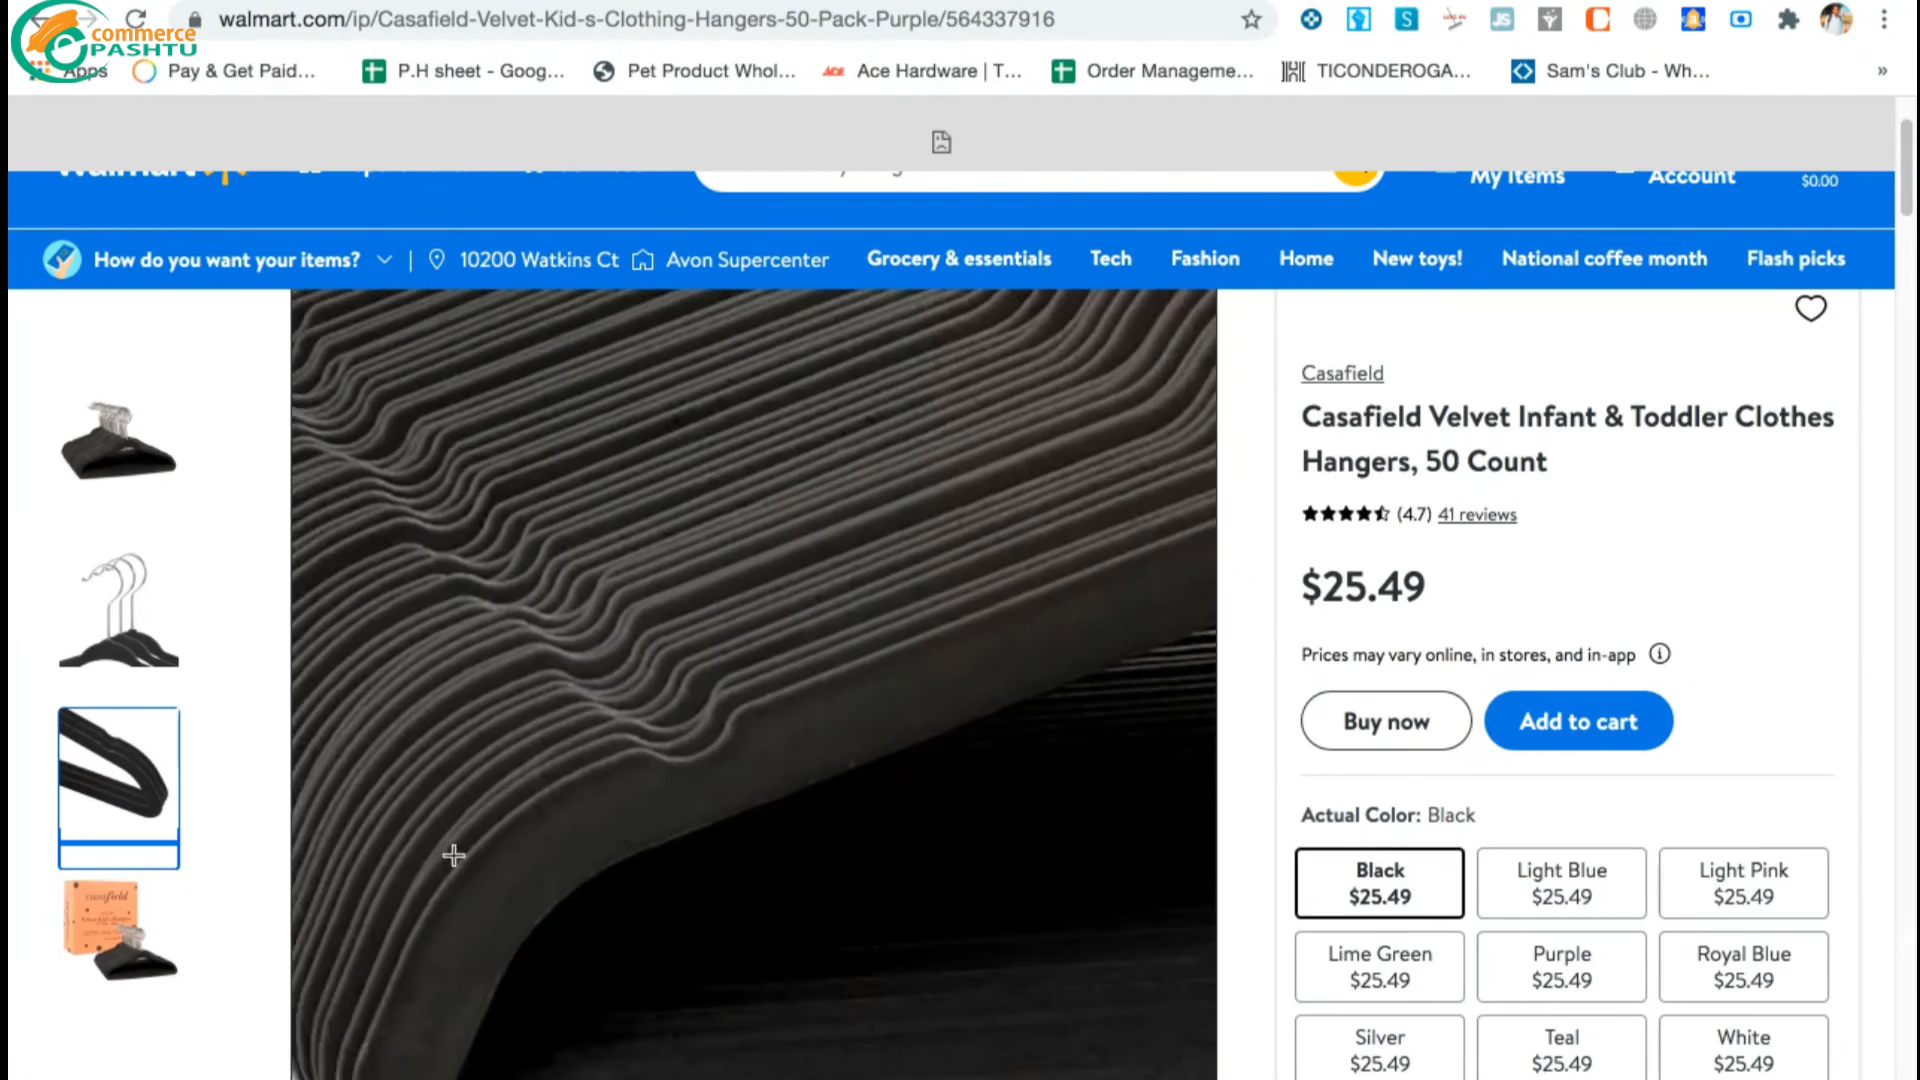 commerce
PASHTU
walmart.com/ip/Casafield-Velvet-Kid-s-Clothing-Hangers-50-Pack-Purple/564337916
Apps
Pay & Get Paid...
P.H sheet - Goog...
Pet Product Whol...
ACE
Ace Hardware | T...
Order Manageme...
TICONDEROGA...
Sam's Club - Wh...
»
Walmart
My Items
Account
$0.00
How do you want your items?
10200 Watkins Ct
Avon Supercenter
Grocery & essentials
Tech
Fashion
Home
New toys!
National coffee month
Flash picks
Casafield
Casafield Velvet Infant & Toddler Clothes
Hangers, 50 Count
(4.7) 41 reviews
$25.49
Prices may vary online, in stores, and in-app
Buy now
Add to cart
Actual Color: Black
Black
$25.49
Light Blue
$25.49
Light Pink
$25.49
Lime Green
$25.49
Purple
$25.49
Royal Blue
$25.49
Silver
$25.49
Teal
$25.49
White
$25.49
casafield